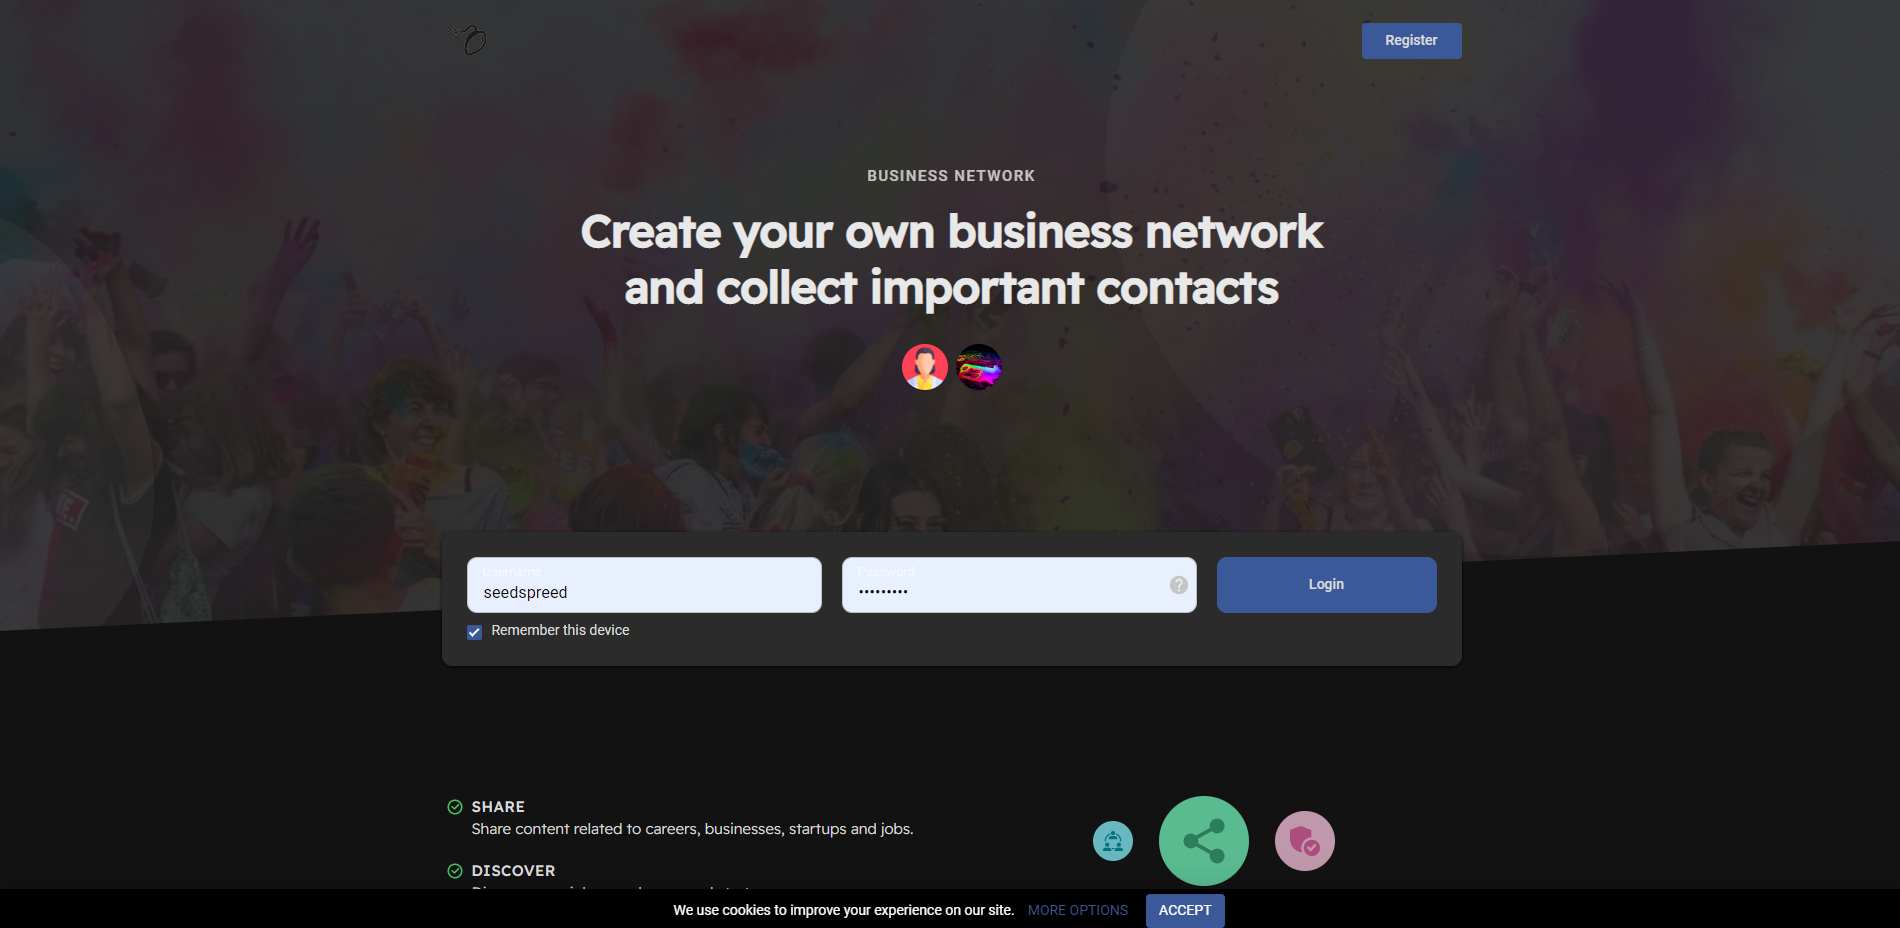 Register
BUSINESS NETWORK
Create your own business network
and collect important contacts
Username
Password
seedspreed
•••••••••
?
Login
Remember this device
SHARE
Share content related to careers, businesses, startups and jobs.
DISCOVER
We use cookies to improve your experience on our site.
MORE OPTIONS
ACCEPT